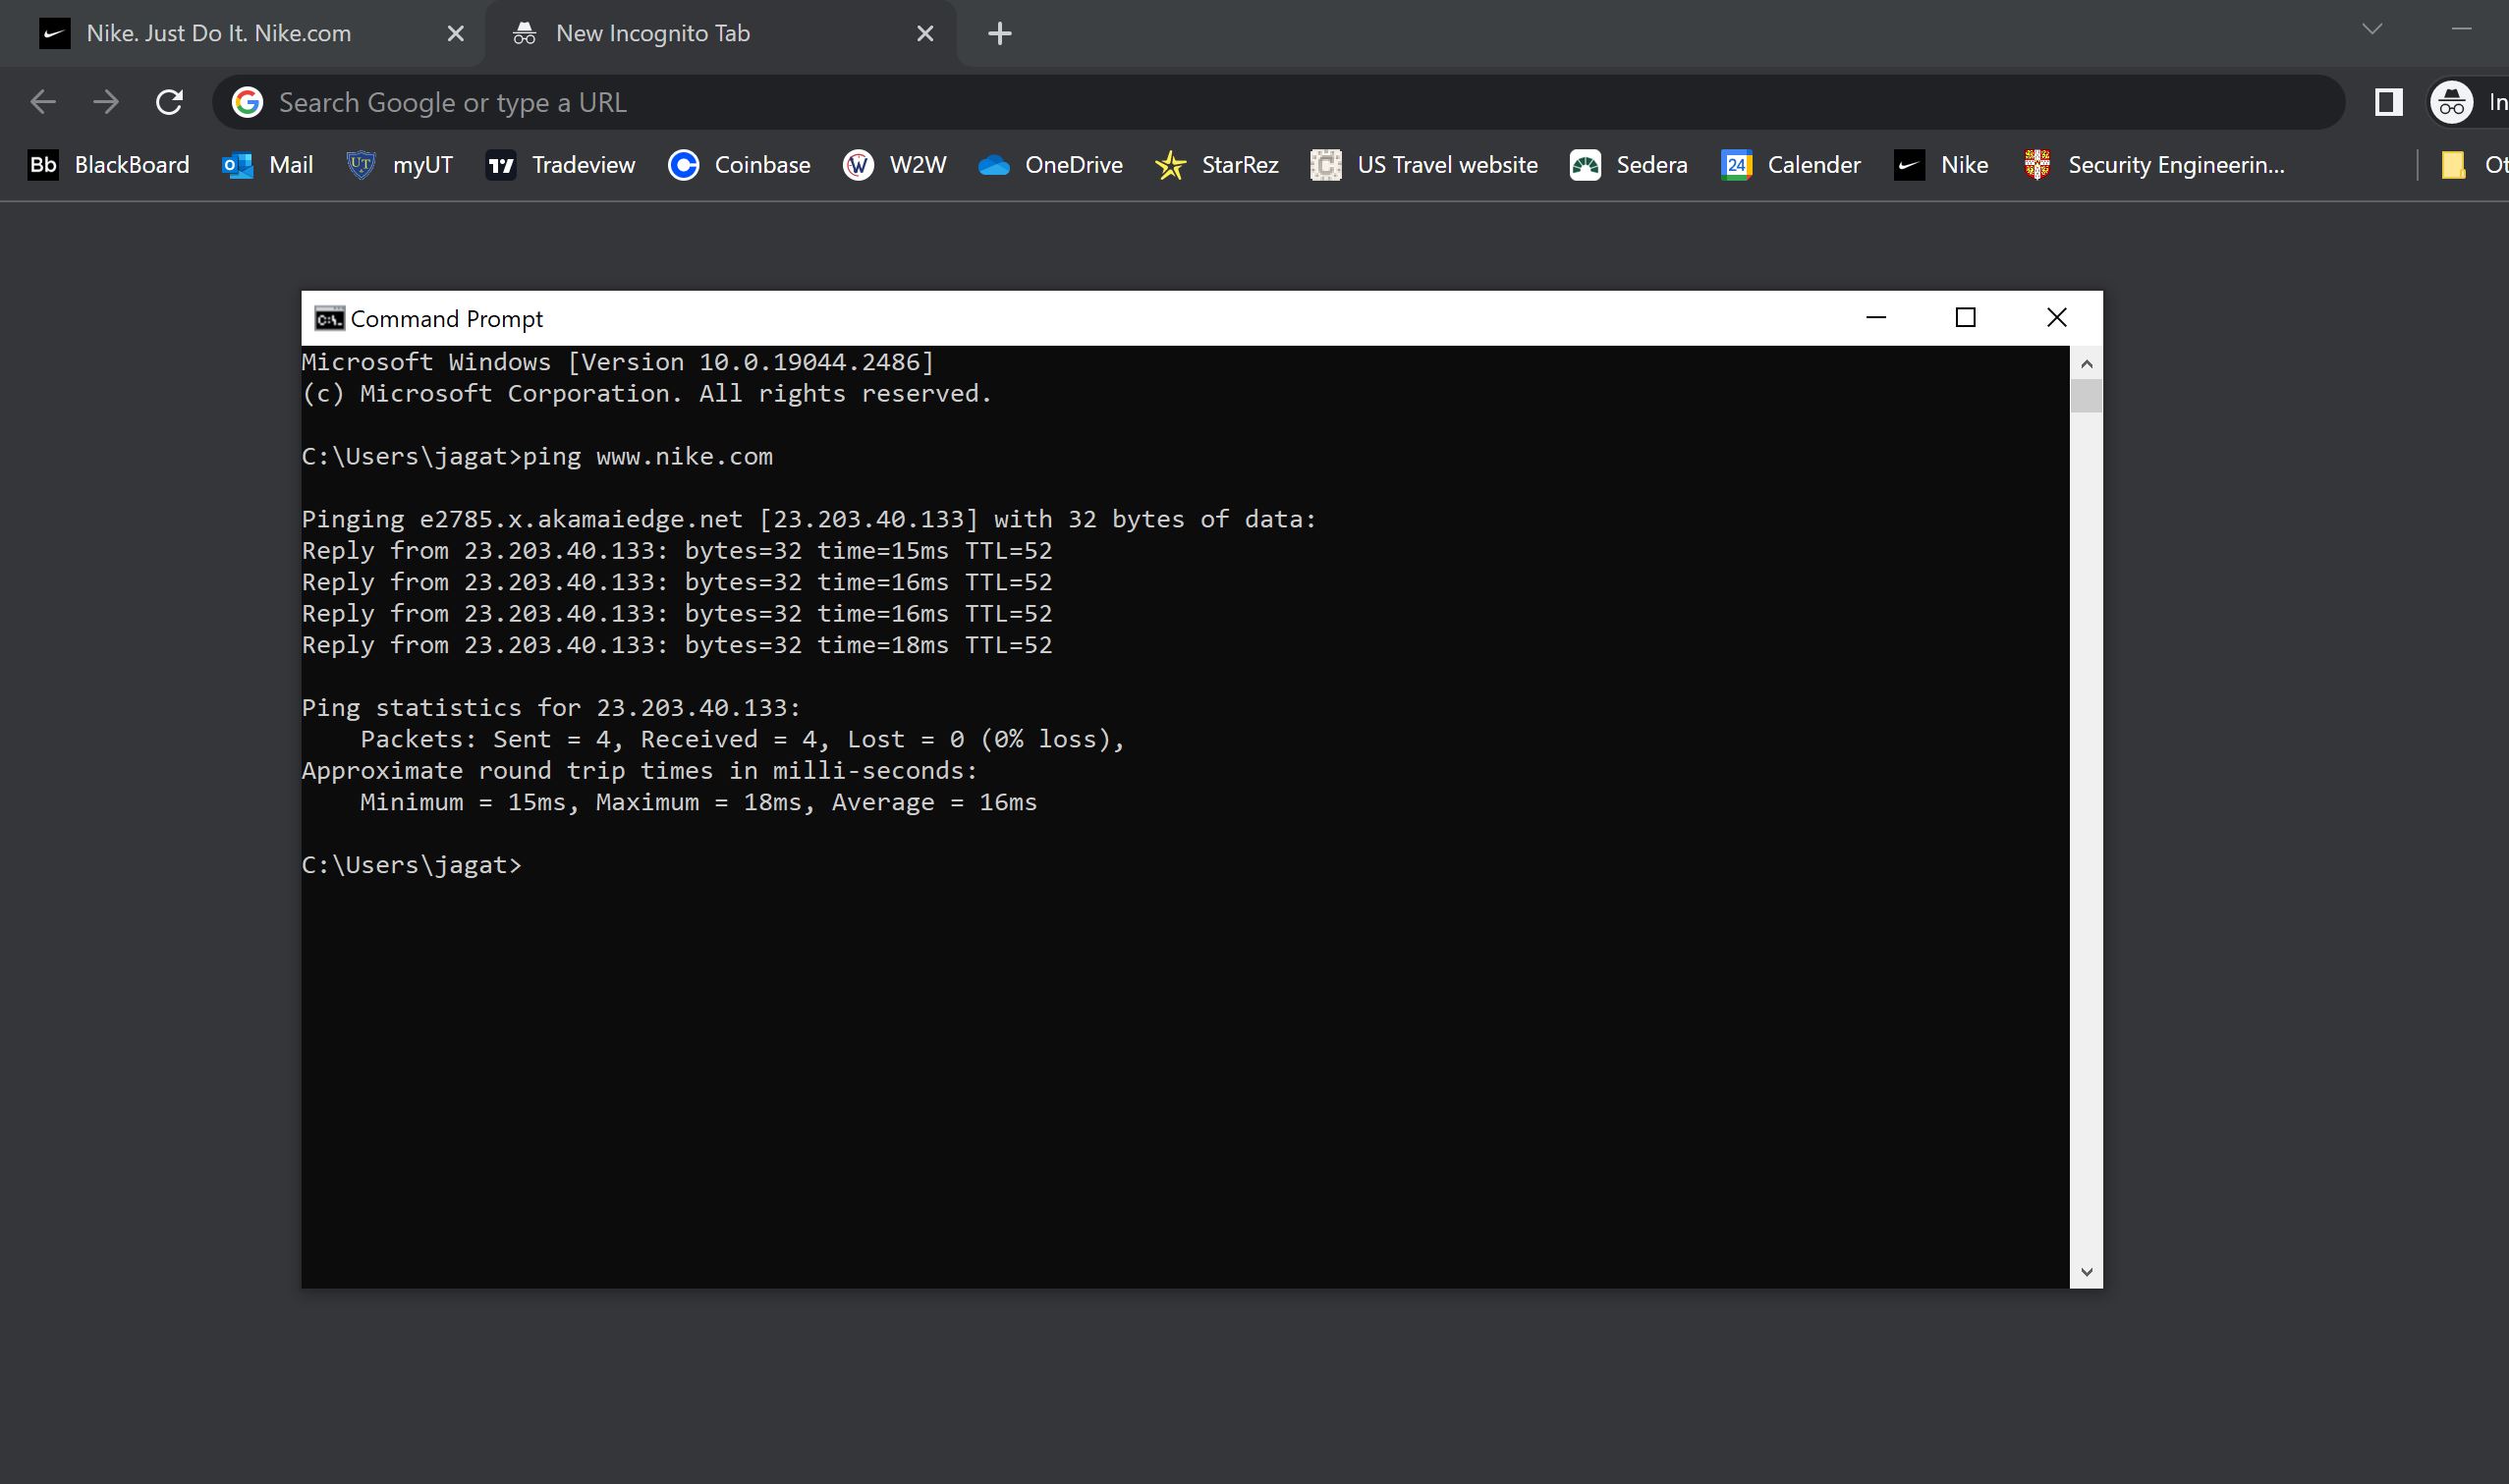 Nike. Just Do It. Nike.com
New Incognito Tab
Search Google or type a URL
In
Bb BlackBoard Mail UT myUT Tradeview Coinbase W W2W OneDrive StarRez C US Travel website Sedera 24 Calender Nike Security Engineerin... Ot
C:\. Command Prompt
Microsoft Windows [Version 10.0.19044.2486]
(c) Microsoft Corporation. All rights reserved.
C:\Users\jagat>ping www.nike.com
Pinging e2785.x.akamaiedge.net [23.203.40.133] with 32 bytes of data:
Reply from 23.203.40.133: bytes=32 time=15ms TTL=52
Reply from 23.203.40.133: bytes=32 time=16ms TTL=52
Reply from 23.203.40.133: bytes=32 time=16ms TTL=52
Reply from 23.203.40.133: bytes=32 time=18ms TTL=52
Ping statistics for 23.203.40.133:
Packets: Sent = 4, Received = 4, Lost = 0 (0% loss),
Approximate round trip times in milli-seconds:
Minimum = 15ms, Maximum = 18ms, Average = 16ms
C:\Users\jagat>